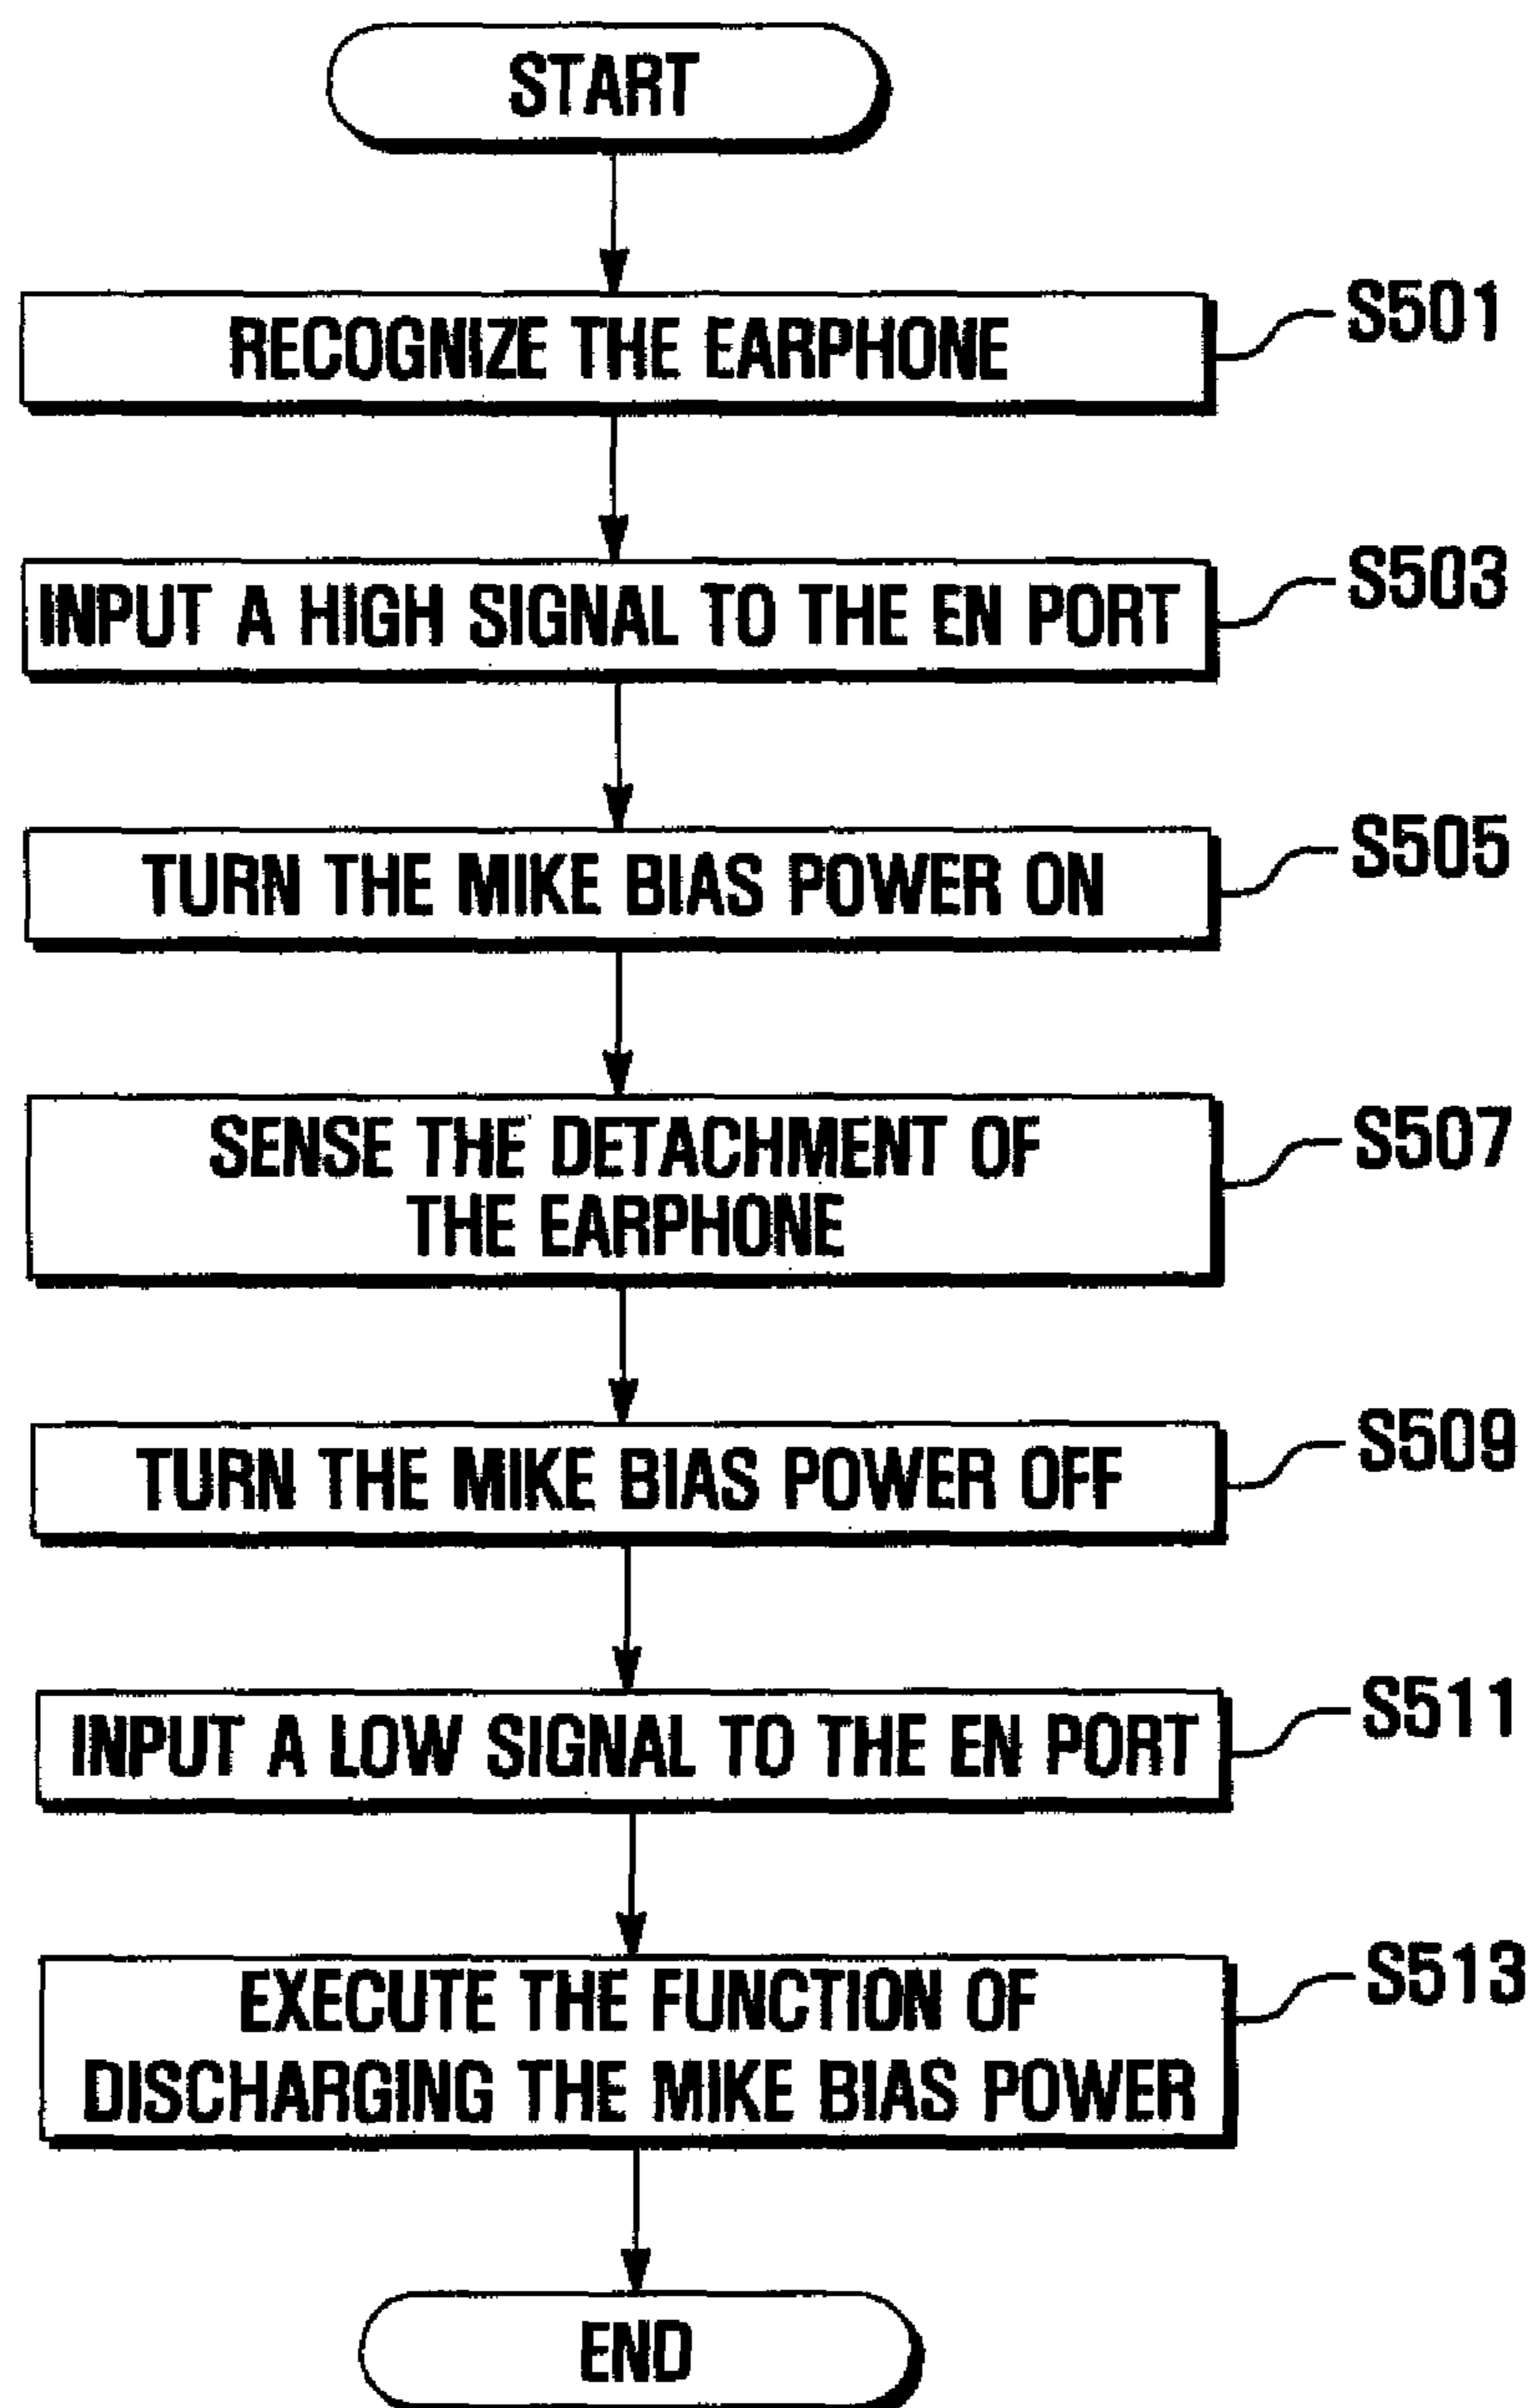 START
RECOGNIZE THE EARPHONE
S501
INPUT A HIGH SIGNAL TO THE EN PORT
S503
TURN THE MIKE BIAS POWER ON
S505
SENSE THE DETACHMENT OF
THE EARPHONE
S507
TURN THE MIKE BIAS POWER OFF
S509
INPUT A LOW SIGNAL TO THE EN PORT
S511
EXECUTE THE FUNCTION OF
DISCHARGING THE MIKE BIAS POWER
S513
END